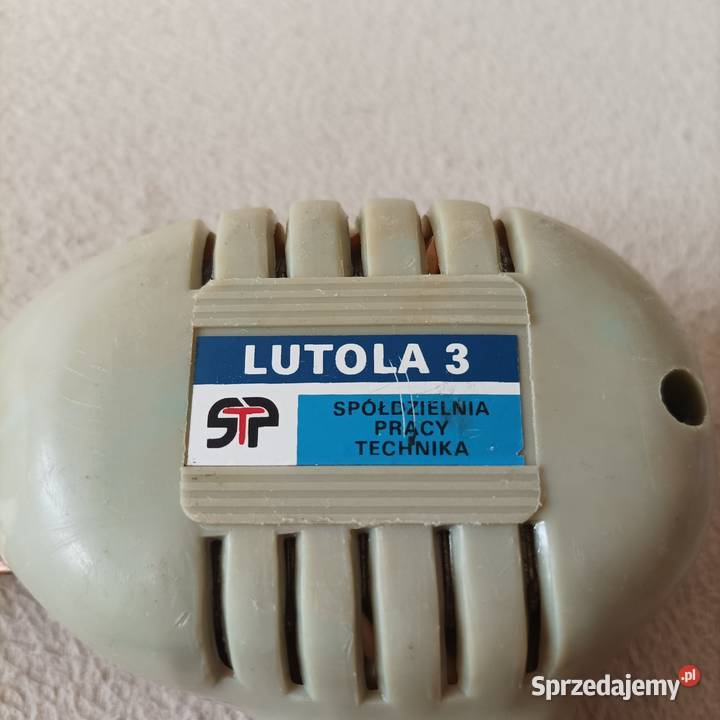 LUTOLA 3
STP
SPÓŁDZIELNIA
PRACY
TECHNIKA
Sprzedajemy.pl